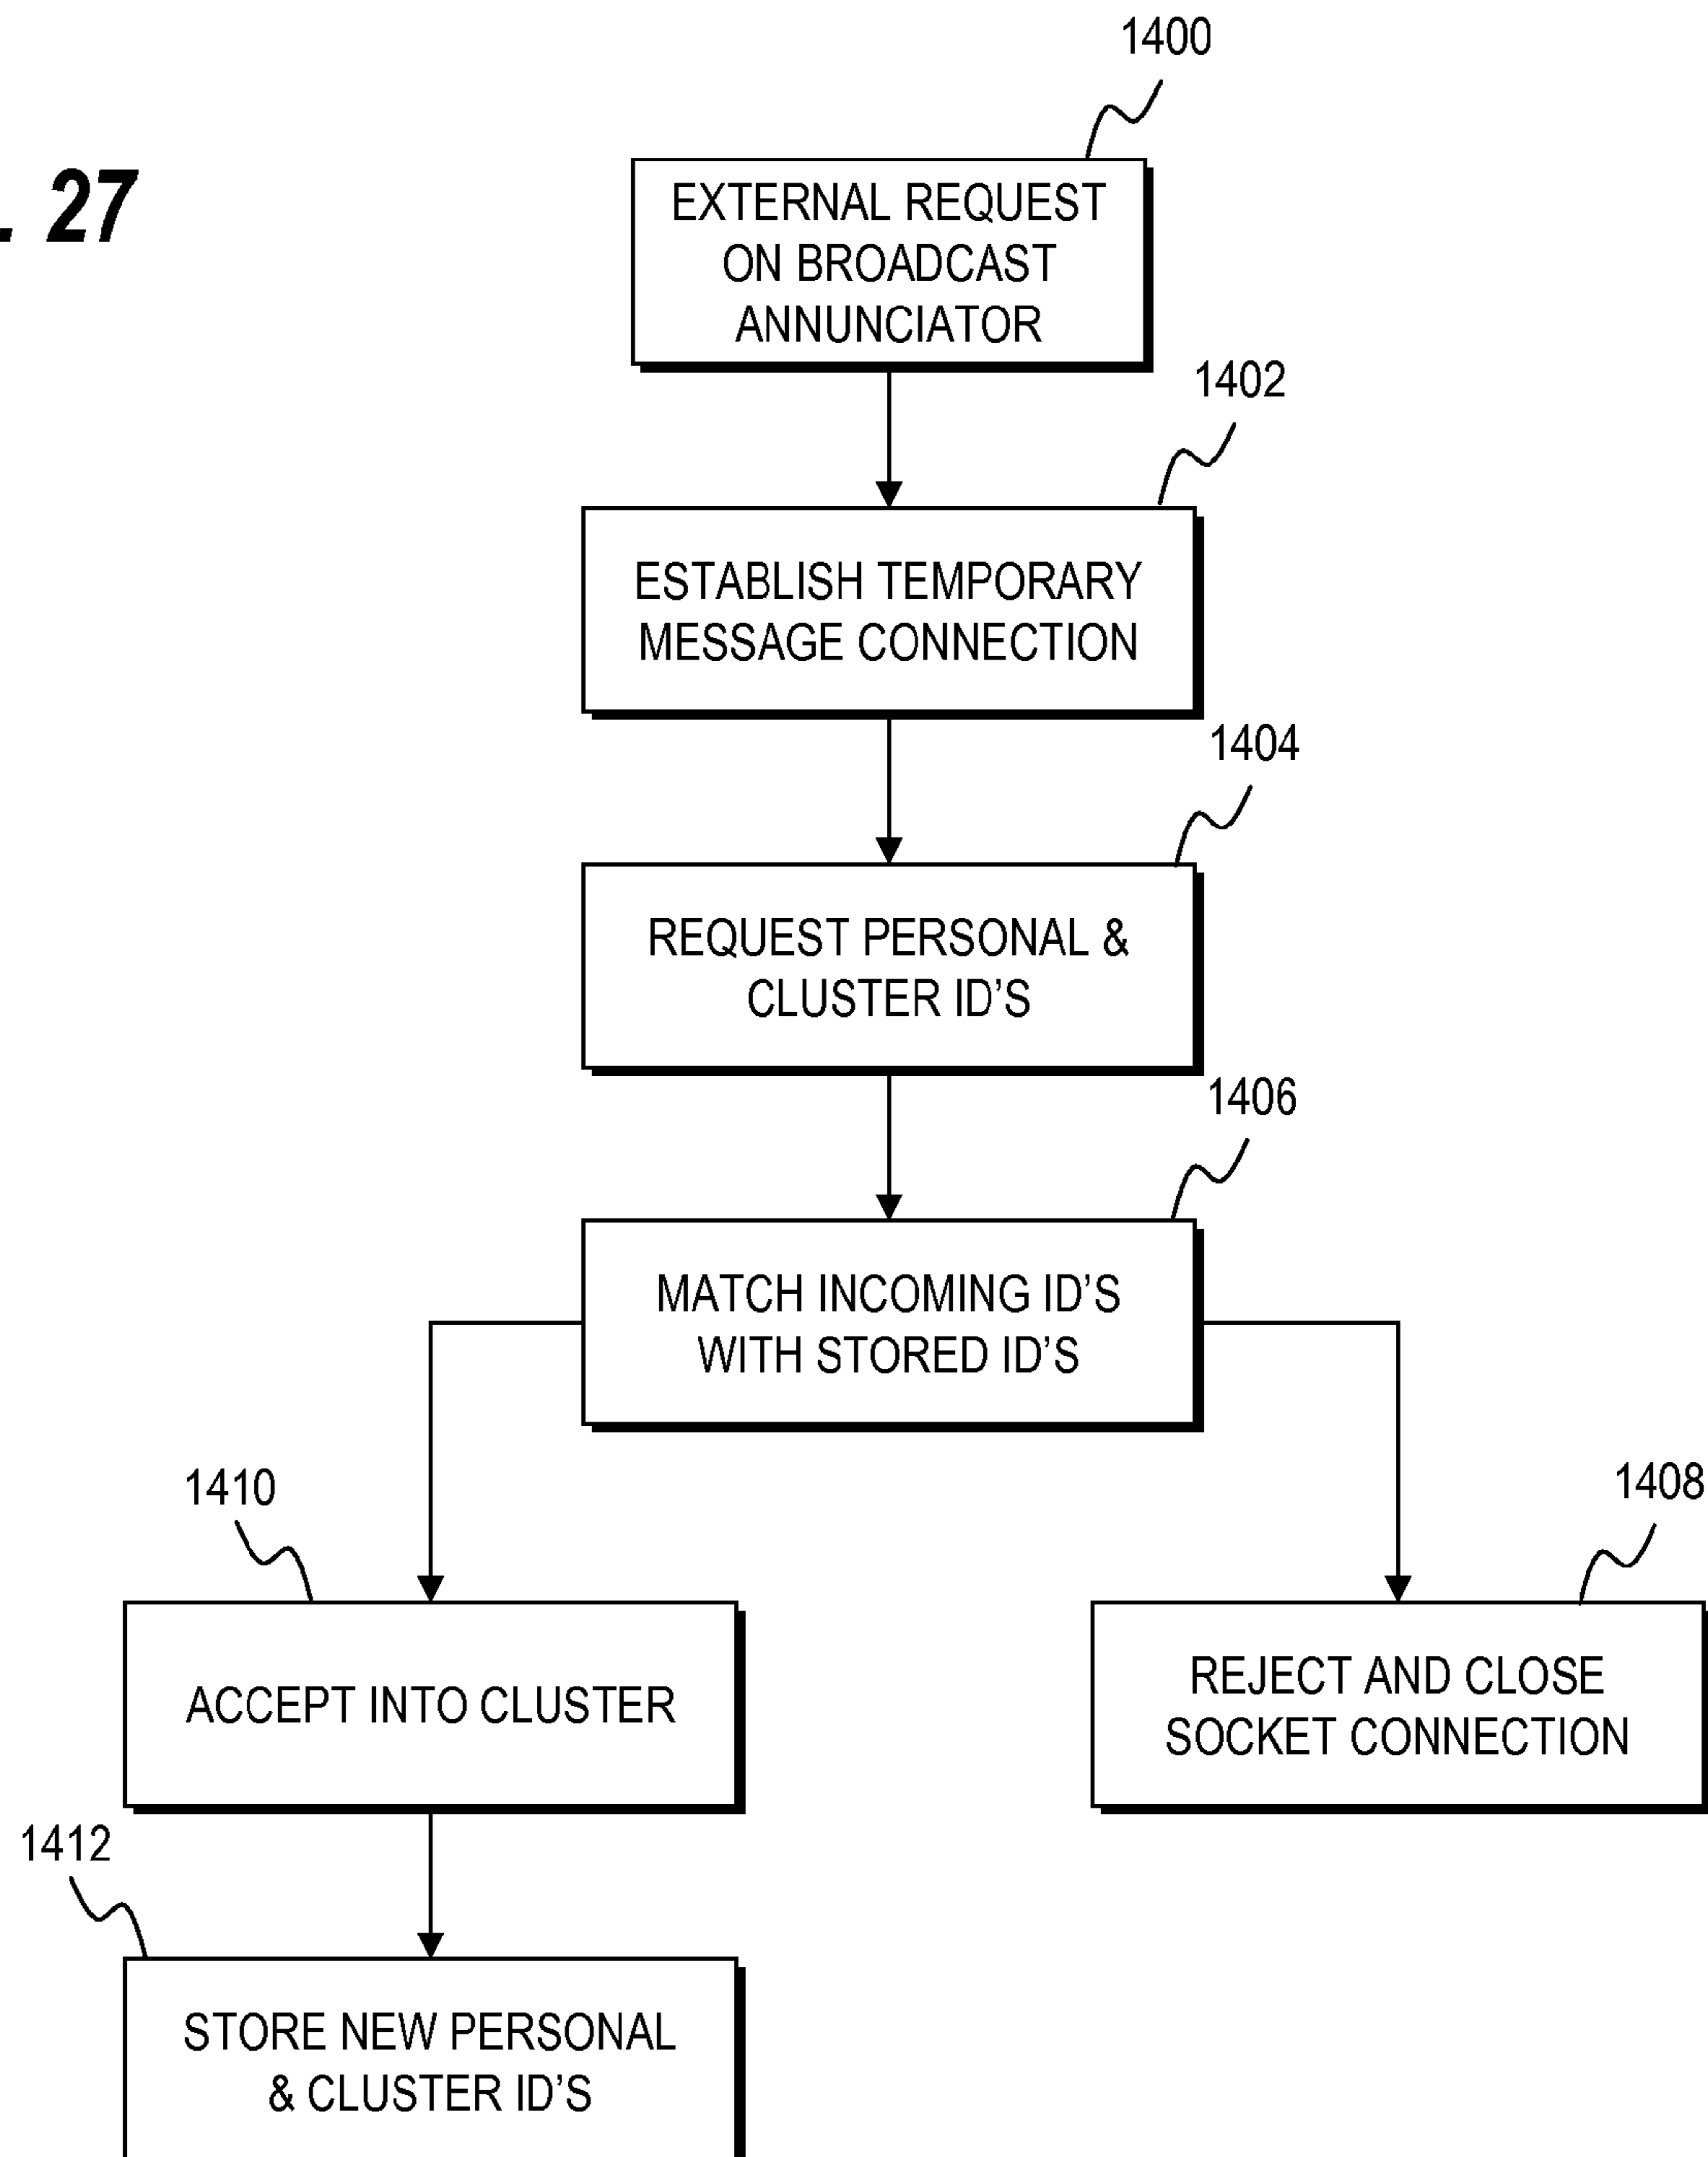 1400
. 27
EXTERNAL REQUEST
ON BROADCAST
ANNUNCIATOR
1402
ESTABLISH TEMPORARY
MESSAGE CONNECTION
1404
REQUEST PERSONAL &
CLUSTER ID'S
1406
MATCH INCOMING ID'S
WITH STORED ID'S
1410
1408
ACCEPT INTO CLUSTER
REJECT AND CLOSE
SOCKET CONNECTION
1412
STORE NEW PERSONAL
& CLUSTER ID'S